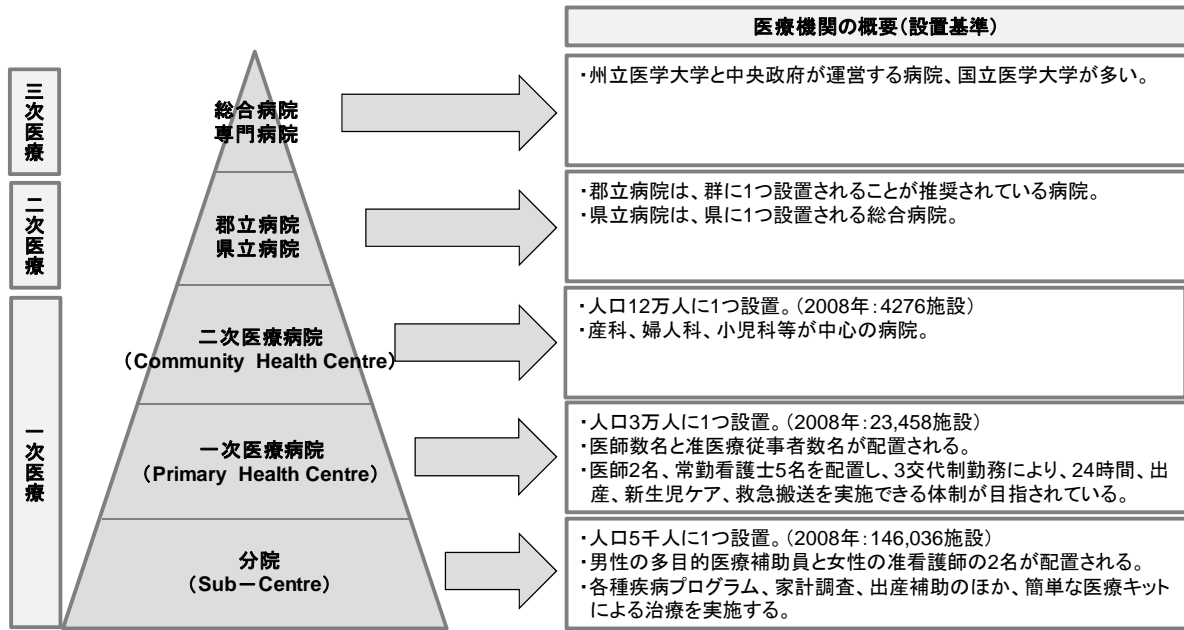 医療機関の概要(設置基準)
三次医療
総合病院
専門病院
・州立医学大学と中央政府が運営する病院、国立医学大学が多い。
二次医療
郡立病院
県立病院
・郡立病院は、群に1つ設置されることが推奨されている病院。
・県立病院は、県に1つ設置される総合病院。
一次医療
二次医療病院
(Community Health Centre)
・人口12万人に1つ設置。(2008年:4276施設)
・産科、婦人科、小児科等が中心の病院。
一次医療病院
(Primary Health Centre)
・人口3万人に1つ設置。(2008年:23,458施設)
・医師数名と准医療従事者数名が配置される。
・医師2名、常勤看護士5名を配置し、3交代制勤務により、24時間、出
産、新生児ケア、救急搬送を実施できる体制が目指されている。
分院
(Sub-Centre)
・人口5千人に1つ設置。(2008年:146,036施設)
・男性の多目的医療補助員と女性の准看護師の2名が配置される。
・各種疾病プログラム、家計調査、出産補助のほか、簡単な医療キット
による治療を実施する。